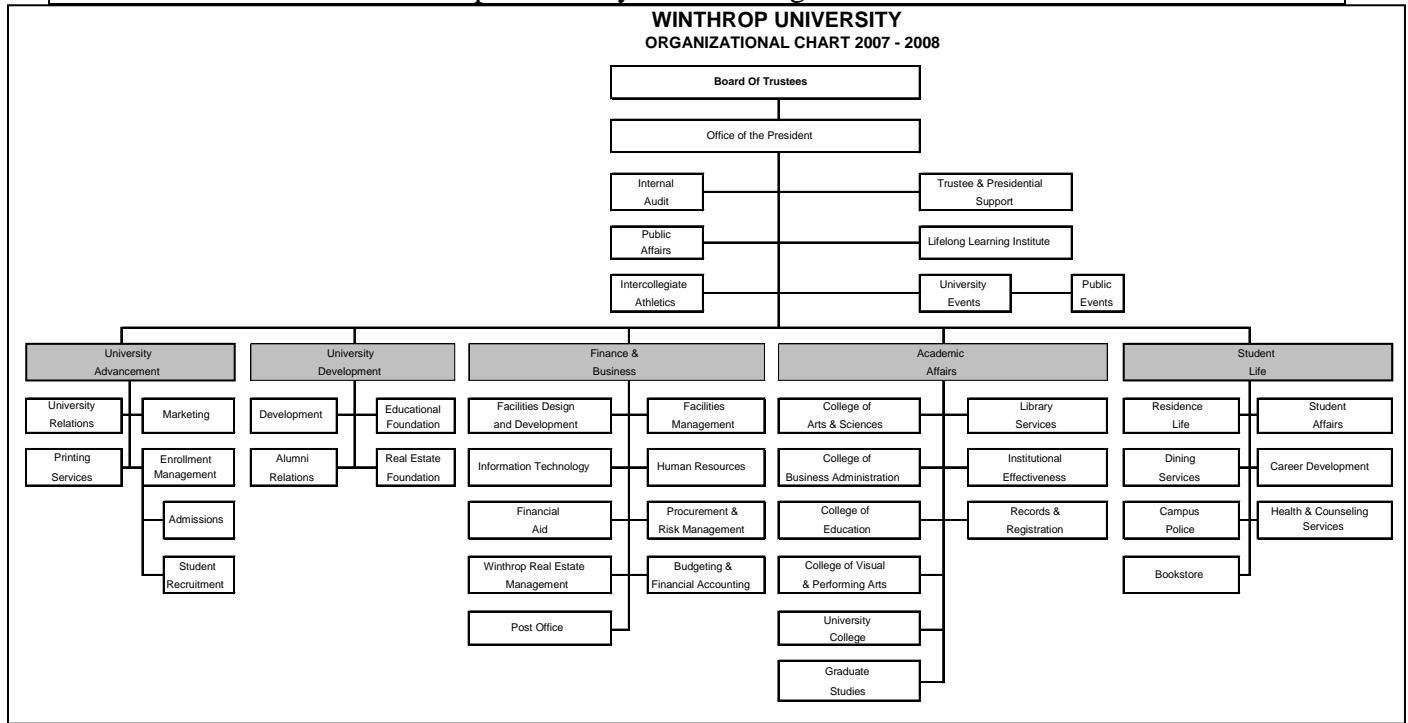 WINTHROP UNIVERSITY
ORGANIZATIONAL CHART 2007 - 2008
Board Of Trustees
Office of the President
Internal
Audit
Trustee & Presidential
Support
Public
Affairs
Lifelong Learning Institute
Intercollegiate
Athletics
University
Events
Public
Events
University
Advancement
University
Development
Finance &
Business
Academic
Affairs
Student
Life
University
Relations
Marketing
Printing
Services
Enrollment
Management
Admissions
Student
Recruitment
Development
Educational
Foundation
Alumni
Relations
Real Estate
Foundation
Facilities Design
and Development
Facilities
Management
Information Technology
Human Resources
Financial
Aid
Procurement &
Risk Management
Winthrop Real Estate
Management
Budgeting &
Financial Accounting
Post Office
College of
Arts & Sciences
Library
Services
College of
Business Administration
Institutional
Effectiveness
College of
Education
Records &
Registration
College of Visual
& Performing Arts
University
College
Graduate
Studies
Residence
Life
Student
Affairs
Dining
Services
Career Development
Campus
Police
Health & Counseling
Services
Bookstore